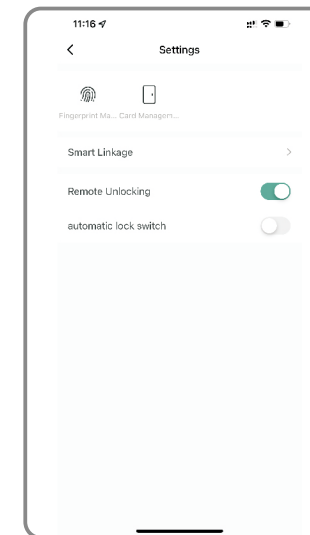 11:16
Settings
Fingerprint Ma... Card Managem...
Smart Linkage
Remote Unlocking
automatic lock switch